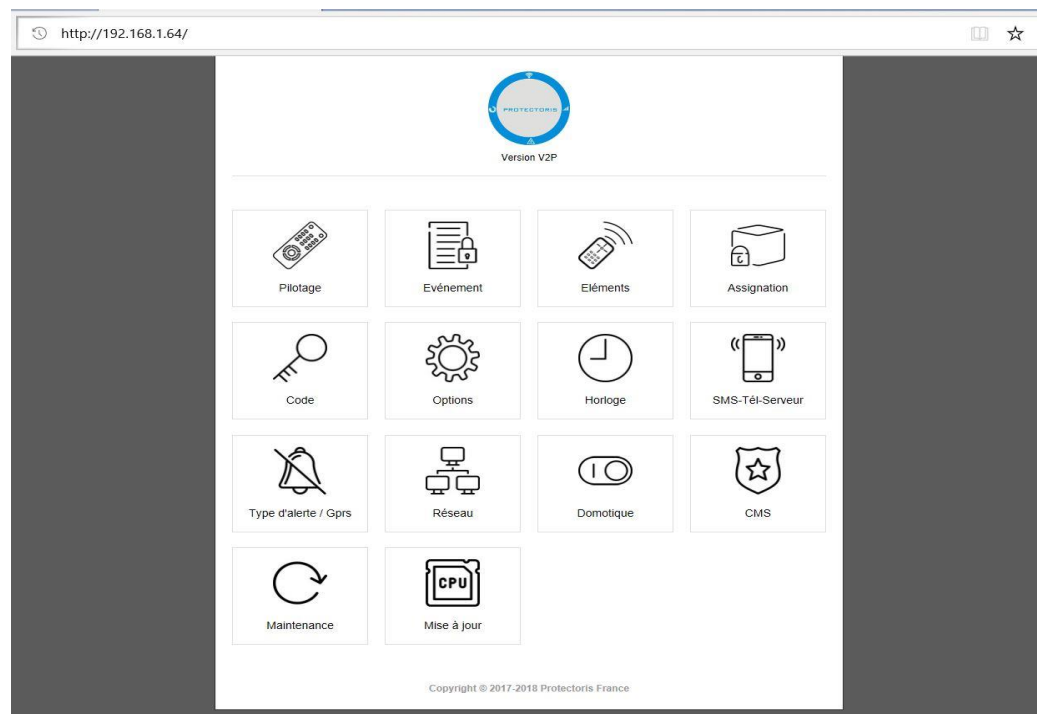 http://192.168.1.64/
PROTECTORIS
Version V2P
Pilotage
Evénement
Eléments
Assignation
Code
Options
Horloge
SMS-Tél-Serveur
Type d'alerte / Gprs
Réseau
Domotique
CMS
CPU
Maintenance
Mise à jour
Copyright © 2017-2018 Protectoris France